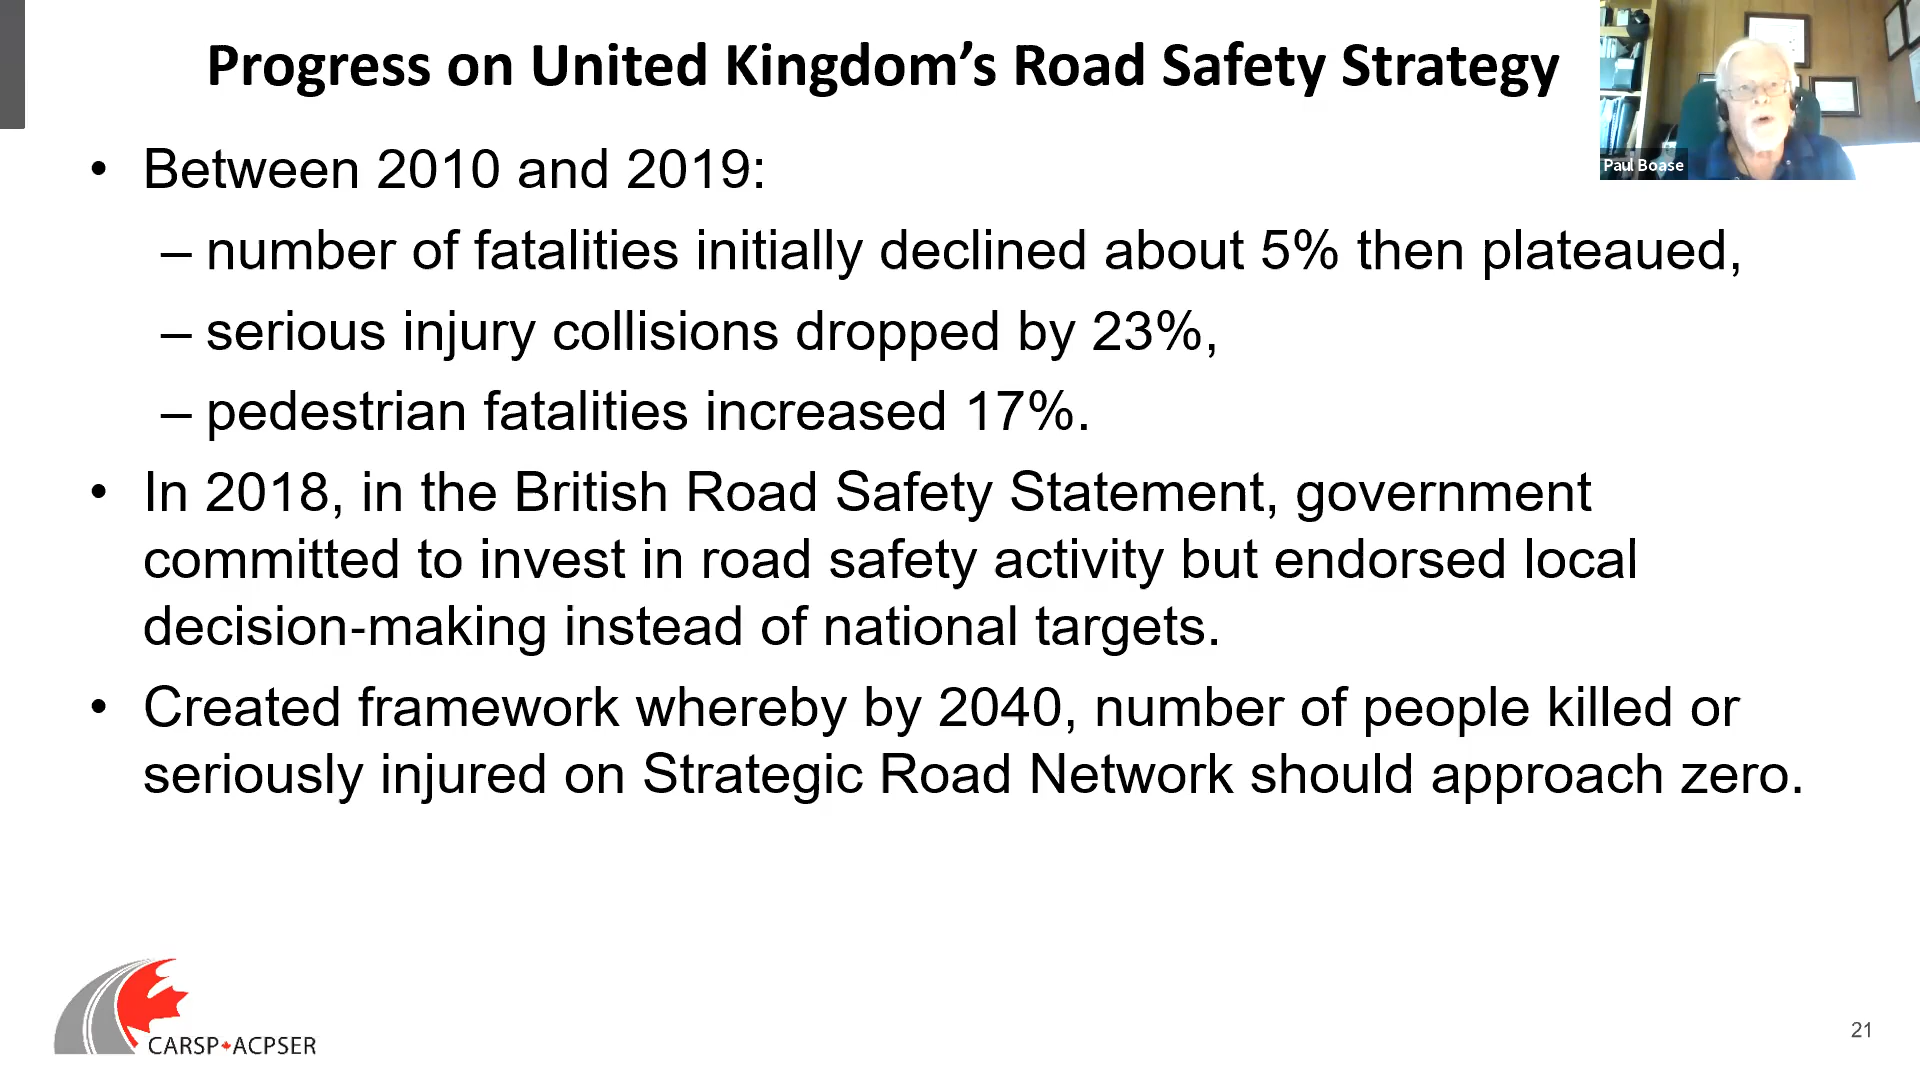 Progress on United Kingdom’s Road Safety Strategy
Paul Boase
• Between 2010 and 2019:
– number of fatalities initially declined about 5% then plateaued,
– serious injury collisions dropped by 23%,
– pedestrian fatalities increased 17%.
• In 2018, in the British Road Safety Statement, government
committed to invest in road safety activity but endorsed local
decision-making instead of national targets.
• Created framework whereby by 2040, number of people killed or
seriously injured on Strategic Road Network should approach zero.
CARSP ACPSER
21